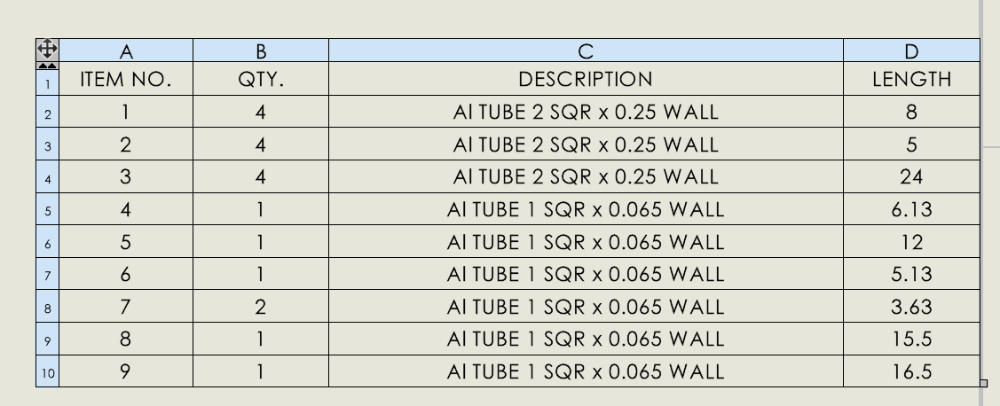 A B C D
1 ITEM NO. QTY. DESCRIPTION LENGTH
2 1 4 Al TUBE 2 SQR x 0.25 WALL 8
3 2 4 Al TUBE 2 SQR x 0.25 WALL 5
4 3 4 Al TUBE 2 SQR x 0.25 WALL 24
5 4 1 Al TUBE 1 SQR x 0.065 WALL 6.13
6 5 1 Al TUBE 1 SQR x 0.065 WALL 12
7 6 1 Al TUBE 1 SQR x 0.065 WALL 5.13
8 7 2 Al TUBE 1 SQR x 0.065 WALL 3.63
9 8 1 Al TUBE 1 SQR x 0.065 WALL 15.5
10 9 1 Al TUBE 1 SQR x 0.065 WALL 16.5